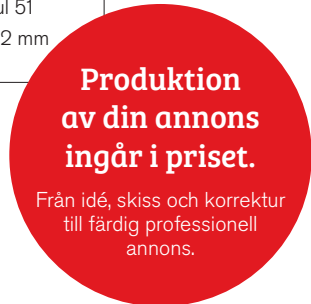 ul 51
2 mm
Produktion
av din annons
ingår i priset.
Från idé, skiss och korrektur
till färdig professionell
annons.